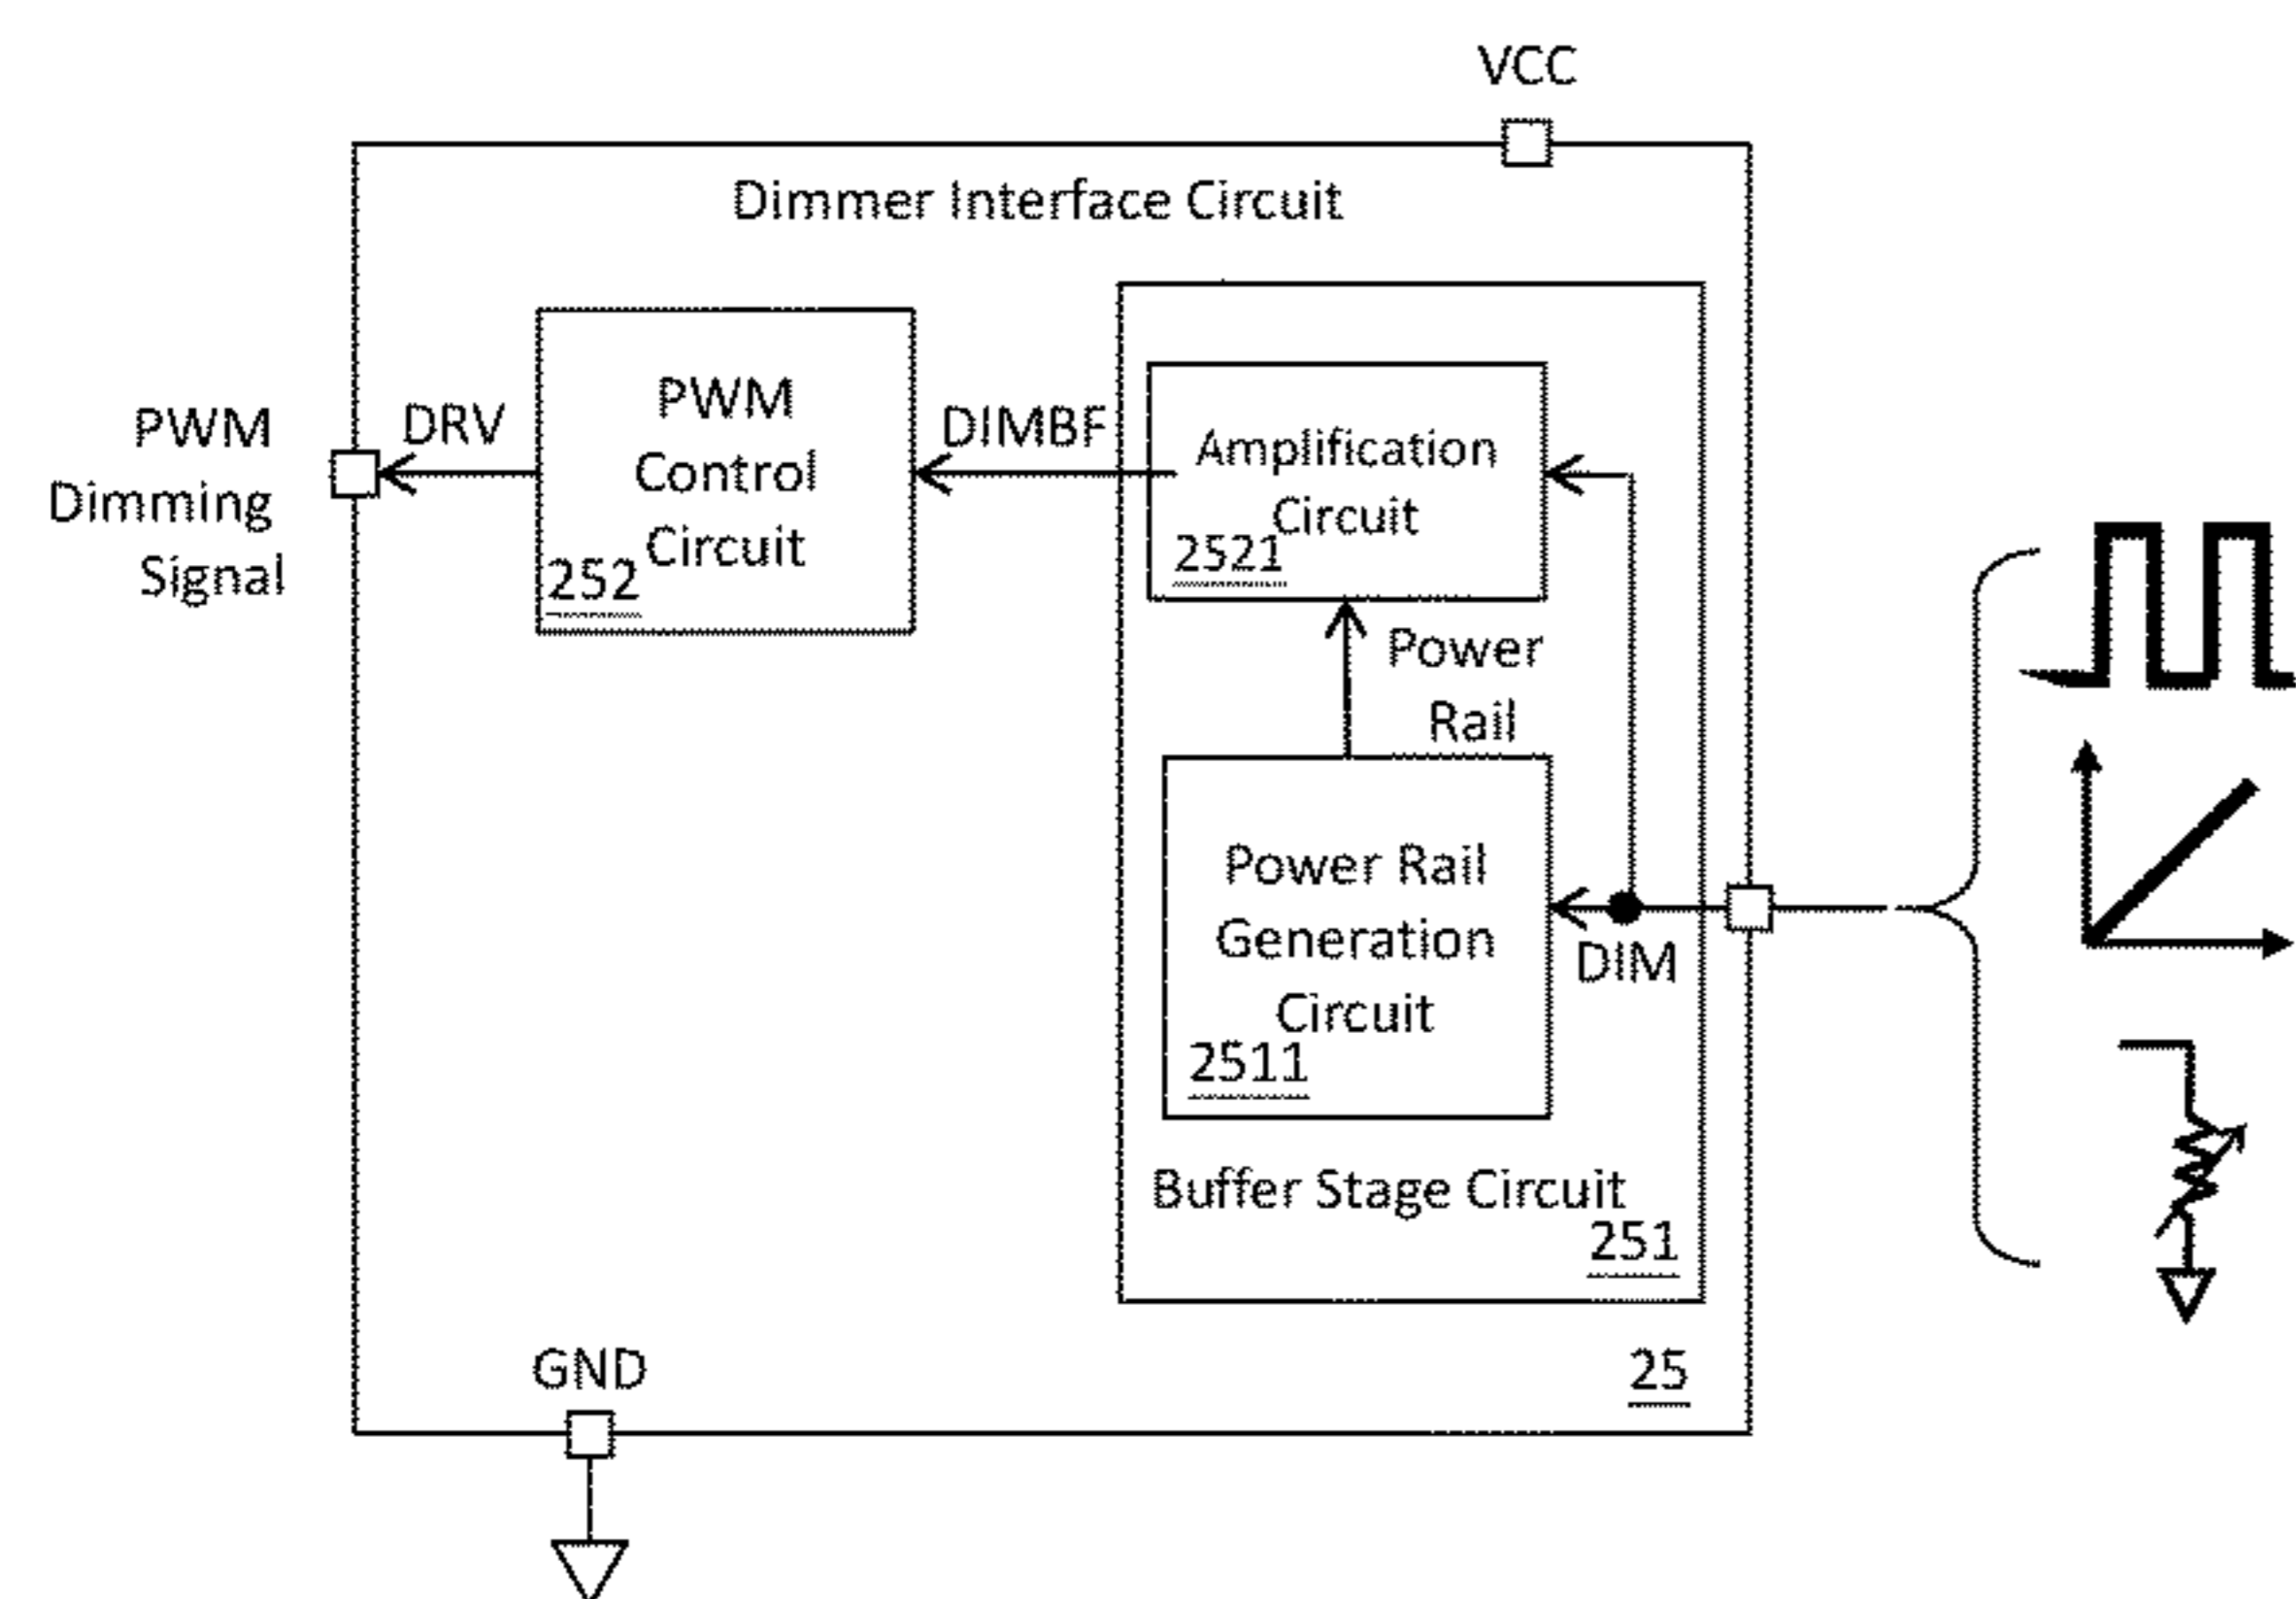 VCC
Dimmer Interface Circuit
PWM
Dimming
Signal
DRV
PWM
Control
Circuit
252
DIMBF
Amplification
Circuit
2521
Power
Rail
Power Rail
Generation
Circuit
2511
DIM
Buffer Stage Circuit
251
25
GND